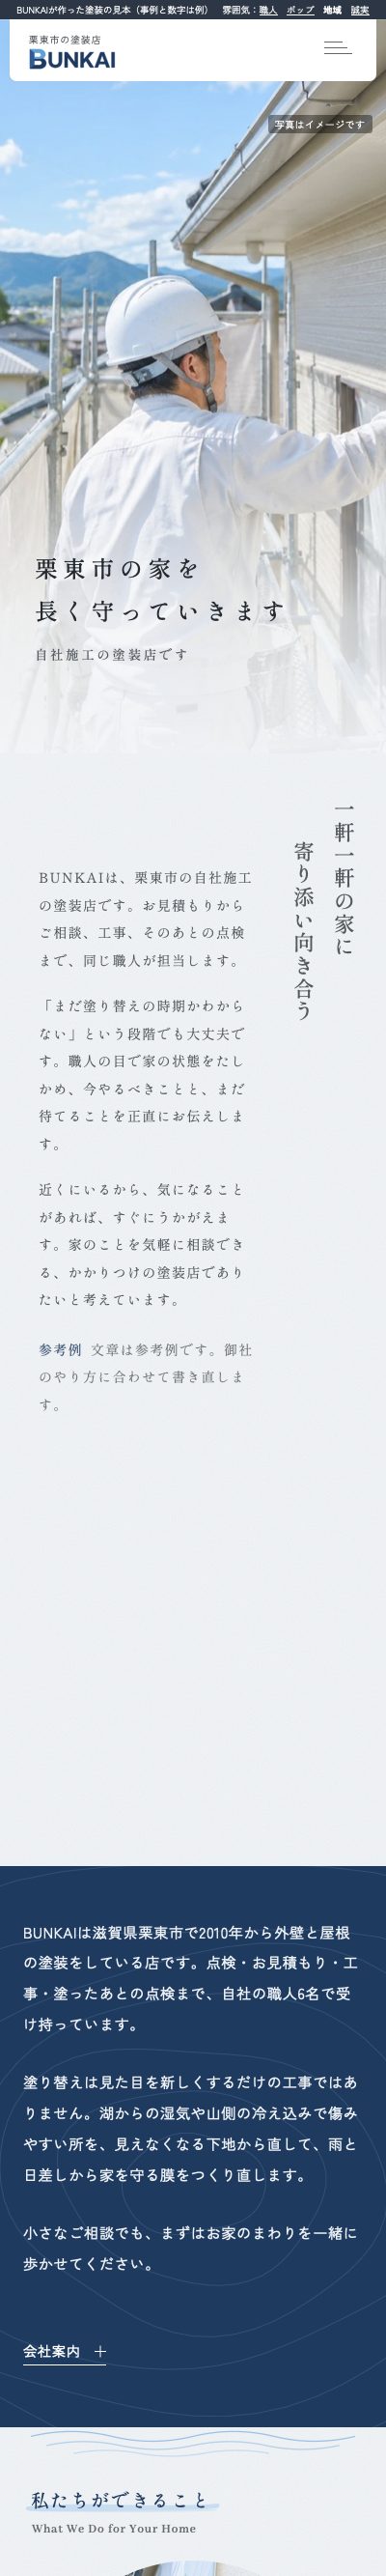 BUNKAIが作った塗装の見本（事例と数字は例） 雰囲気：職人 ポップ 地域 誠実
栗東市の塗装店
BUNKAI
写真はイメージです
栗東市の家を
長く守っていきます
自社施工の塗装店です
一軒一軒の家に
寄り添い向き合う
BUNKAIは、栗東市の自社施工
の塗装店です。お見積もりから
ご相談、工事、そのあとの点検
まで、同じ職人が担当します。
「まだ塗り替えの時期かわから
ない」という段階でも大丈夫で
す。職人の目で家の状態をたし
かめ、今やるべきことと、まだ
待てることを正直にお伝えしま
す。
近くにいるから、気になること
があれば、すぐにうかがえま
す。家のことを気軽に相談でき
る、かかりつけの塗装店であり
たいと考えています。
参考例 文章は参考例です。御社
のやり方に合わせて書き直しま
す。
BUNKAIは滋賀県栗東市で2010年から外壁と屋根
の塗装をしている店です。点検・お見積もり・工
事・塗ったあとの点検まで、自社の職人6名で受
け持っています。
塗り替えは見た目を新しくするだけの工事ではあ
りません。湖からの湿気や山側の冷え込みで傷み
やすい所を、見えなくなる下地から直して、雨と
日差しから家を守る膜をつくり直します。
小さなご相談でも、まずはお家のまわりを一緒に
歩かせてください。
会社案内
私たちができること
What We Do for Your Home